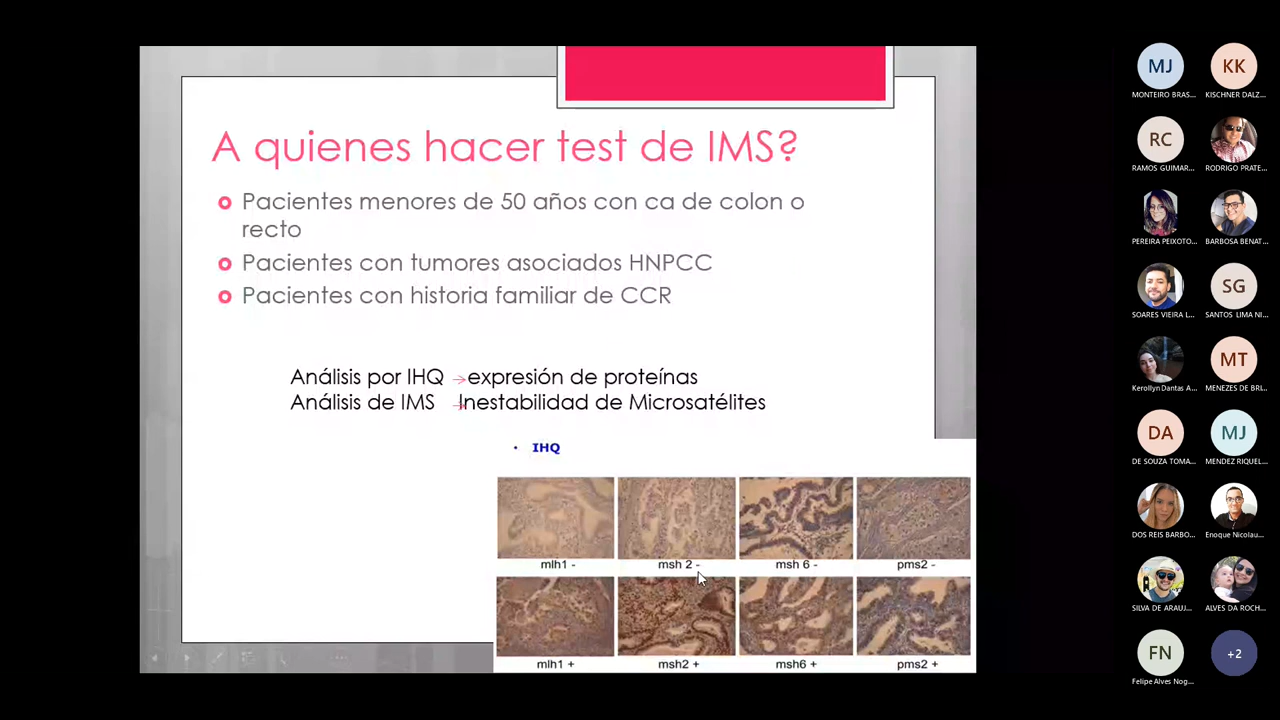 A quienes hacer test de IMS?
Pacientes menores de 50 años con ca de colon o
recto
Pacientes con tumores asociados HNPCC
Pacientes con historia familiar de CCR
Análisis por IHQ → expresión de proteínas
Análisis de IMS → Inestabilidad de Microsatélites
• IHQ
mlh1 - msh 2 - msh 6 - pms2 -
mlh1 + msh2 + msh6 + pms2 +
MJ KK
MONTEIRO BRAS... KISCHNER DALZ...
RC
RAMOS GUIMAR... RODRIGO PRATE...
PEREIRA PEIXOTO... BARBOSA BENAT...
SG
SOARES VIEIRA L... SANTOS LIMA NI...
MT
Kerollyn Dantas A... MENEZES DE BRI...
DA MJ
DE SOUZA TOMA... MENDEZ RIQUEL...
DOS REIS BARBO... Enoque Nicolau...
SILVA DE ARAUJ... ALVES DA ROCH...
FN +2
Felipe Alves Nog...